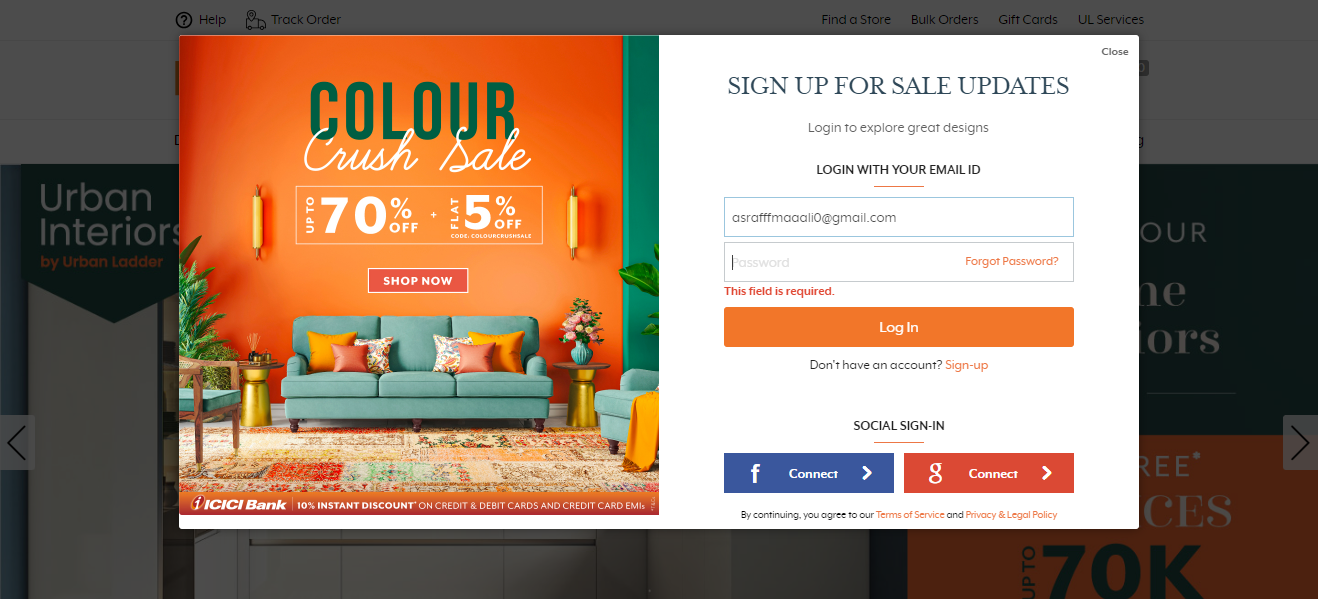 Help
Track Order
Find a Store
Bulk Orders
Gift Cards
UL Services
Close
COLOUR
Crush Sale
UP TO 70% OFF + FLAT 5% OFF
CODE: COLOURCRUSHSALE
SHOP NOW
ICICI Bank | 10% INSTANT DISCOUNT* ON CREDIT & DEBIT CARDS AND CREDIT CARD EMIs
SIGN UP FOR SALE UPDATES
Login to explore great designs
LOGIN WITH YOUR EMAIL ID
asrafffmaaali0@gmail.com
Password
Forgot Password?
This field is required.
Log In
Don't have an account? Sign-up
SOCIAL SIGN-IN
f Connect
g Connect
By continuing, you agree to our Terms of Service and Privacy & Legal Policy
Urban
Interiors
by Urban Ladder
OUR
UP TO
70K